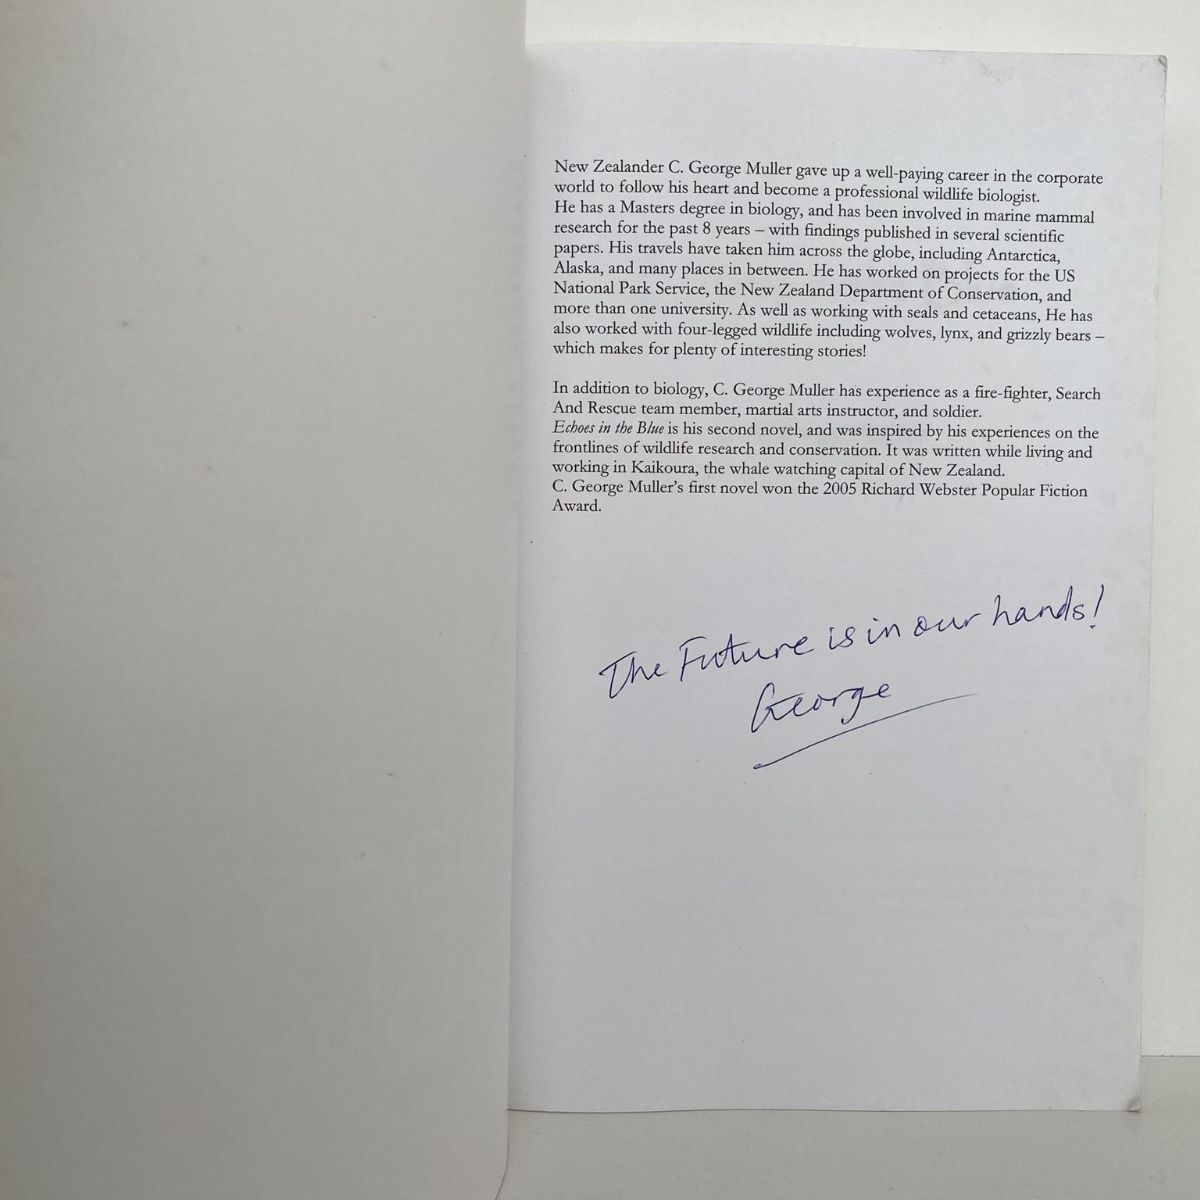 New Zealander C. George Muller gave up a well-paying career in the corporate
world to follow his heart and become a professional wildlife biologist.
He has a Masters degree in biology, and has been involved in marine mammal
research for the past 8 years – with findings published in several scientific
papers. His travels have taken him across the globe, including Antarctica,
Alaska, and many places in between. He has worked on projects for the US
National Park Service, the New Zealand Department of Conservation, and
more than one university. As well as working with seals and cetaceans, He has
also worked with four-legged wildlife including wolves, lynx, and grizzly bears –
which makes for plenty of interesting stories!
In addition to biology, C. George Muller has experience as a fire-fighter, Search
And Rescue team member, martial arts instructor, and soldier.
Echoes in the Blue is his second novel, and was inspired by his experiences on the
frontlines of wildlife research and conservation. It was written while living and
working in Kaikoura, the whale watching capital of New Zealand.
C. George Muller's first novel won the 2005 Richard Webster Popular Fiction
Award.
The Future is in our hands!
George